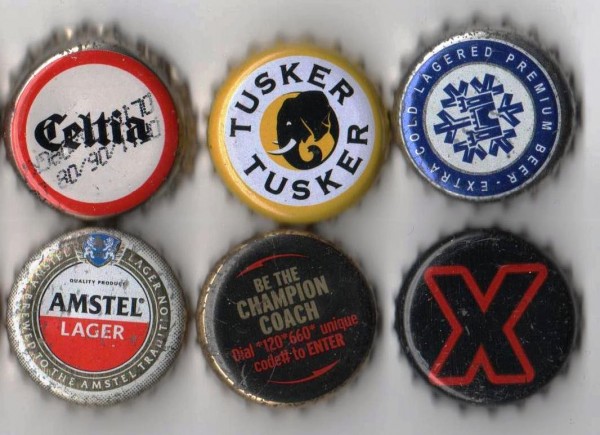 Celtia
TUSKER
TUSKER
EXTRA COLD LAGERED PREMIUM BEER
QUALITY PRODUCT
AMSTEL
LAGER
BE THE
CHAMPION
COACH
Dial *120*660* unique
code# to ENTER
X